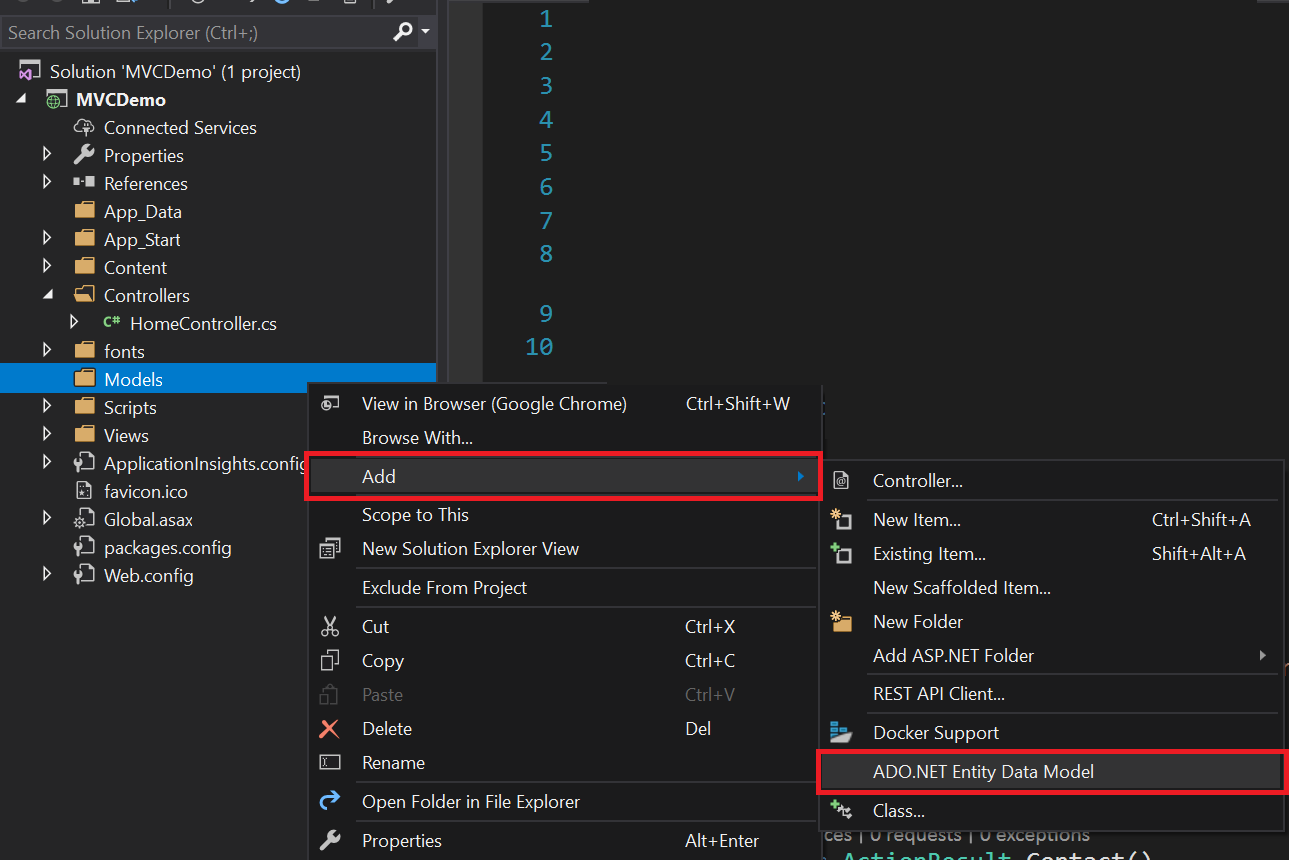 Search Solution Explorer (Ctrl+;)
Solution 'MVCDemo' (1 project)
MVCDemo
Connected Services
Properties
References
App_Data
App_Start
Content
Controllers
C# HomeController.cs
fonts
Models
Scripts
Views
ApplicationInsights.config
favicon.ico
Global.asax
packages.config
Web.config
1
2
3
4
5
6
7
8
9
10
View in Browser (Google Chrome) Ctrl+Shift+W
Browse With...
Add
Scope to This
New Solution Explorer View
Exclude From Project
Cut Ctrl+X
Copy Ctrl+C
Paste Ctrl+V
Delete Del
Rename
Open Folder in File Explorer
Properties Alt+Enter
Controller...
New Item... Ctrl+Shift+A
Existing Item... Shift+Alt+A
New Scaffolded Item...
New Folder
Add ASP.NET Folder
REST API Client...
Docker Support
ADO.NET Entity Data Model
Class...
ces | 0 requests | 0 exceptions
ActionResult Contact()